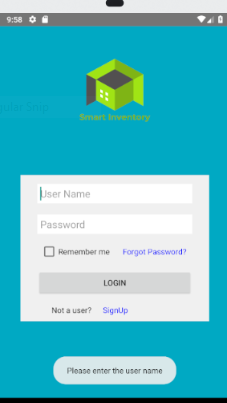 9:58
Smart Inventory
User Name
Password
Remember me Forgot Password?
LOGIN
Not a user? SignUp
Please enter the user name